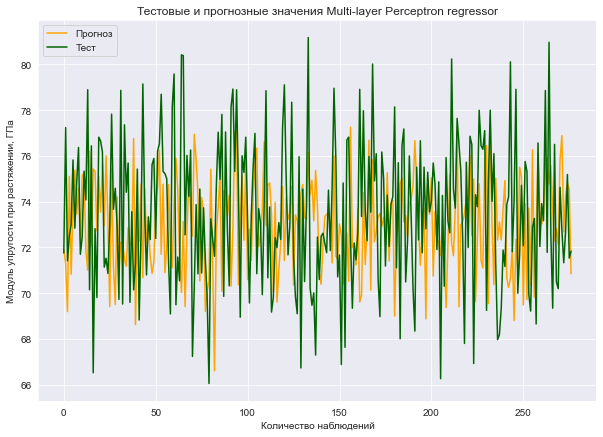 Тестовые и прогнозные значения Multi-layer Perceptron regressor
Прогноз
Тест
Модуль упругости при растяжении, ГПа
80
78
76
74
72
70
68
66
0 50 100 150 200 250
Количество наблюдений